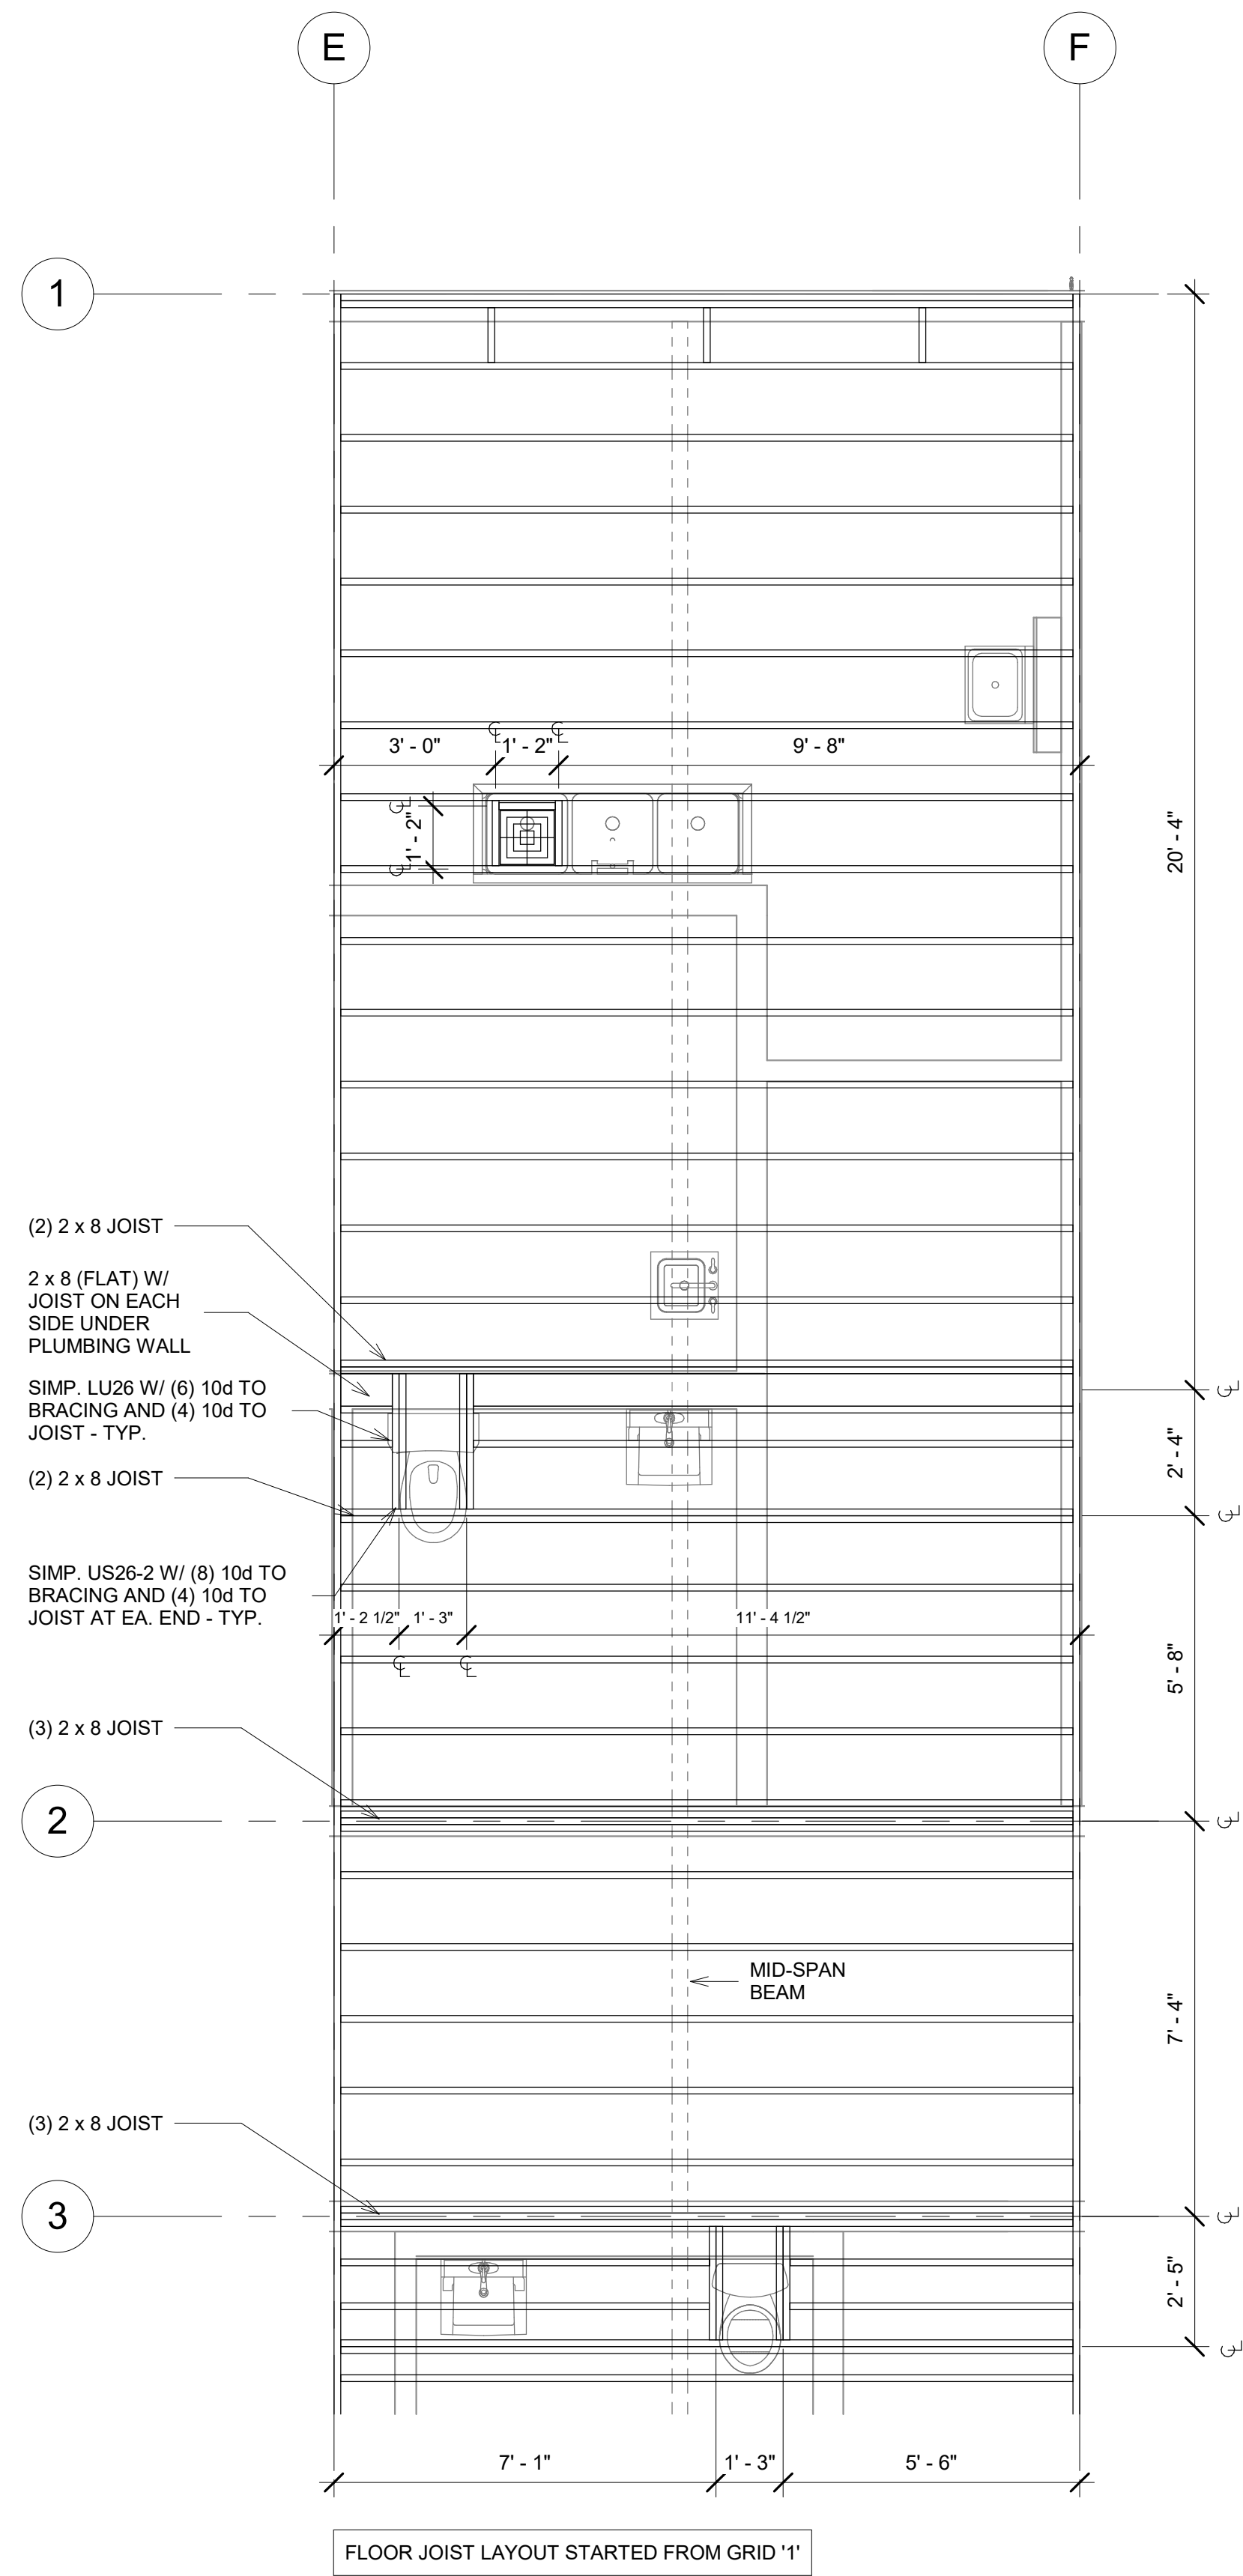 E
F
1
3' - 0"
1' - 2"
9' - 8"
1' - 2"
20' - 4"
(2) 2 x 8 JOIST
2 x 8 (FLAT) W/
JOIST ON EACH
SIDE UNDER
PLUMBING WALL
SIMP. LU26 W/ (6) 10d TO
BRACING AND (4) 10d TO
JOIST - TYP.
2' - 4"
(2) 2 x 8 JOIST
SIMP. US26-2 W/ (8) 10d TO
BRACING AND (4) 10d TO
JOIST AT EA. END - TYP.
1' - 2 1/2"
1' - 3"
11' - 4 1/2"
5' - 8"
(3) 2 x 8 JOIST
2
MID-SPAN
BEAM
7' - 4"
(3) 2 x 8 JOIST
3
2' - 5"
7' - 1"
1' - 3"
5' - 6"
FLOOR JOIST LAYOUT STARTED FROM GRID '1'